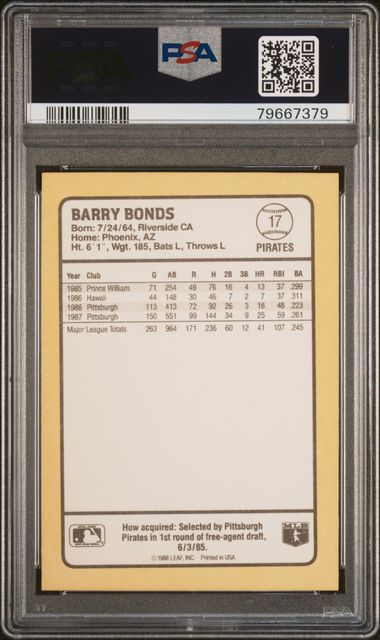 PSA
PSA
79667379
BARRY BONDS
Born: 7/24/64, Riverside CA
Home: Phoenix, AZ
Ht. 6´1″, Wgt. 185, Bats L, Throws L
17
PIRATES
Year Club G AB R H 2B 3B HR RBI BA
1985 Prince William 71 254 49 76 16 4 13 37 .299
1986 Hawaii 44 148 30 46 7 2 7 37 .311
1986 Pittsburgh 113 413 72 92 26 3 16 48 .223
1987 Pittsburgh 150 551 99 144 34 9 25 59 .261
Major League Totals 263 964 171 236 60 12 41 107 .245
How acquired: Selected by Pittsburgh
Pirates in 1st round of free-agent draft,
6/3/85.
©1988 LEAF, INC. Printed in USA
MLB
PSA